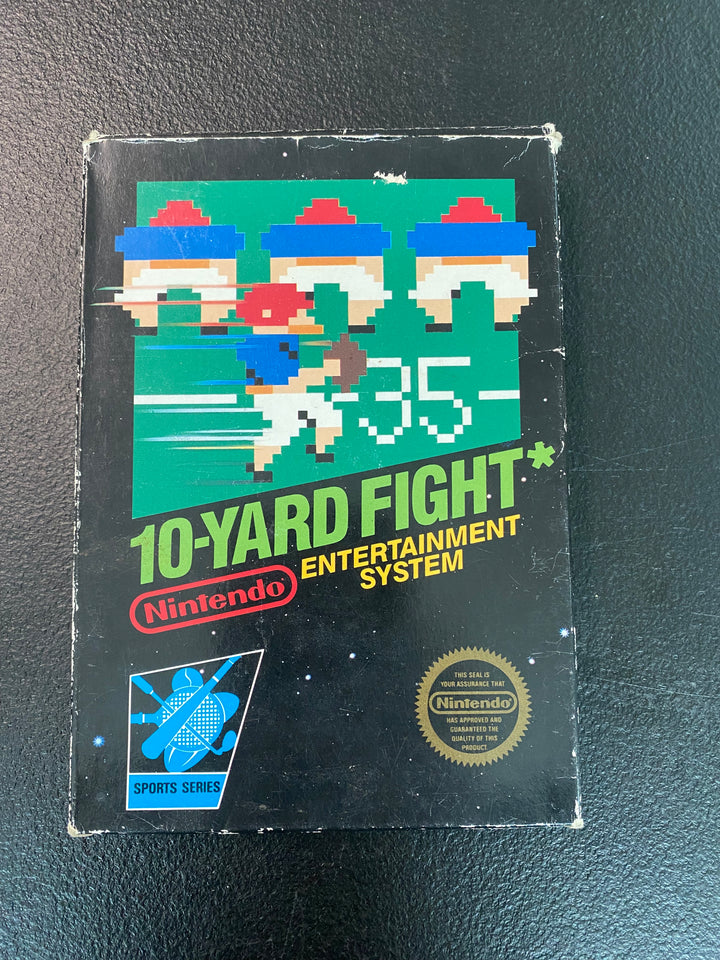 35
10-YARD FIGHT*
Nintendo
ENTERTAINMENT
SYSTEM
SPORTS SERIES
THIS SEAL IS
YOUR ASSURANCE THAT
Nintendo
HAS APPROVED AND
GUARANTEED THE
QUALITY OF THIS
PRODUCT